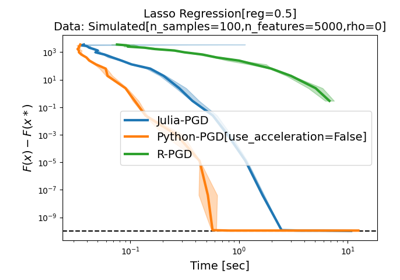 Lasso Regression[reg=0.5]
Data: Simulated[n_samples=100,n_features=5000,rho=0]
10³
10¹
10⁻¹
10⁻³
10⁻⁵
10⁻⁷
10⁻⁹
F(x) − F(x*)
Julia-PGD
Python-PGD[use_acceleration=False]
R-PGD
10⁻¹ 10⁰ 10¹
Time [sec]